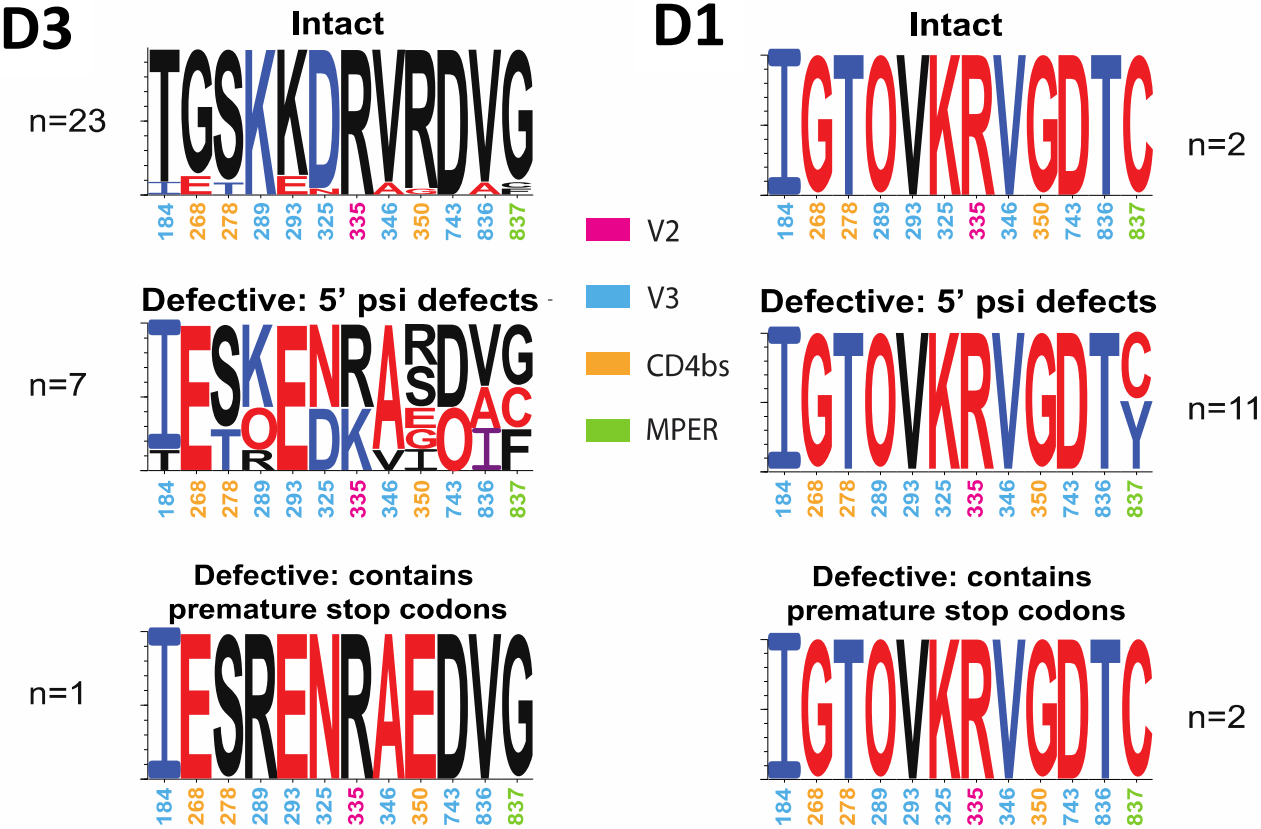 D3
Intact
n=23
TGSKKDRVRDVG
IETENAGACF
184 268 278 289 293 325 335 346 350 743 836 837
Defective: 5’ psi defects -
n=7
IESKENRARDVG
SAC
TQDKEGOIF
TRVI
184 268 278 289 293 325 335 346 350 743 836 837
Defective: contains
premature stop codons
n=1
IESRENRAEDVG
184 268 278 289 293 325 335 346 350 743 836 837
V2
V3
CD4bs
MPER
D1
Intact
n=2
IGTOVKRVGDTC
184 268 278 289 293 325 335 346 350 743 836 837
Defective: 5’ psi defects
n=11
IGTOVKRVGDTC
Y
184 268 278 289 293 325 335 346 350 743 836 837
Defective: contains
premature stop codons
n=2
IGTOVKRVGDTC
184 268 278 289 293 325 335 346 350 743 836 837